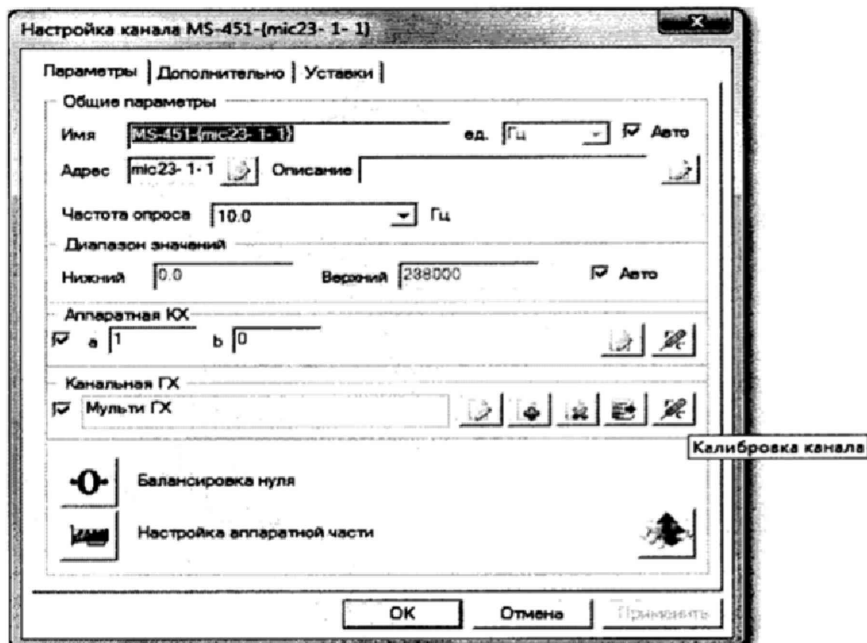 Настройка канала MS-451-{mic23- 1- 1}
Параметры Дополнительно Уставки
Общие параметры
Имя MS-451-{mic23- 1- 1} ед. Гц Авто
Адрес mic23- 1- 1 Описание
Частота опроса 10.0 Гц
Диапазон значений
Нижний 0.0 Верхний 238000 Авто
Аппаратная КХ
a 1 b 0
Канальная ГХ
Мульти ГХ
Калибровка канала
-0- Балансировка нуля
Настройка аппаратной части
OK Отмена Применить